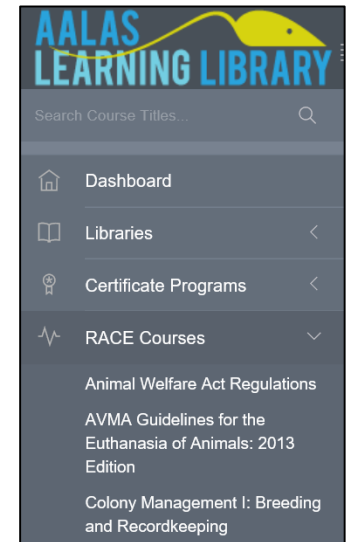 AALAS
LEARNING LIBRARY
Search Course Titles...
Dashboard
Libraries
Certificate Programs
RACE Courses
Animal Welfare Act Regulations
AVMA Guidelines for the
Euthanasia of Animals: 2013
Edition
Colony Management I: Breeding
and Recordkeeping